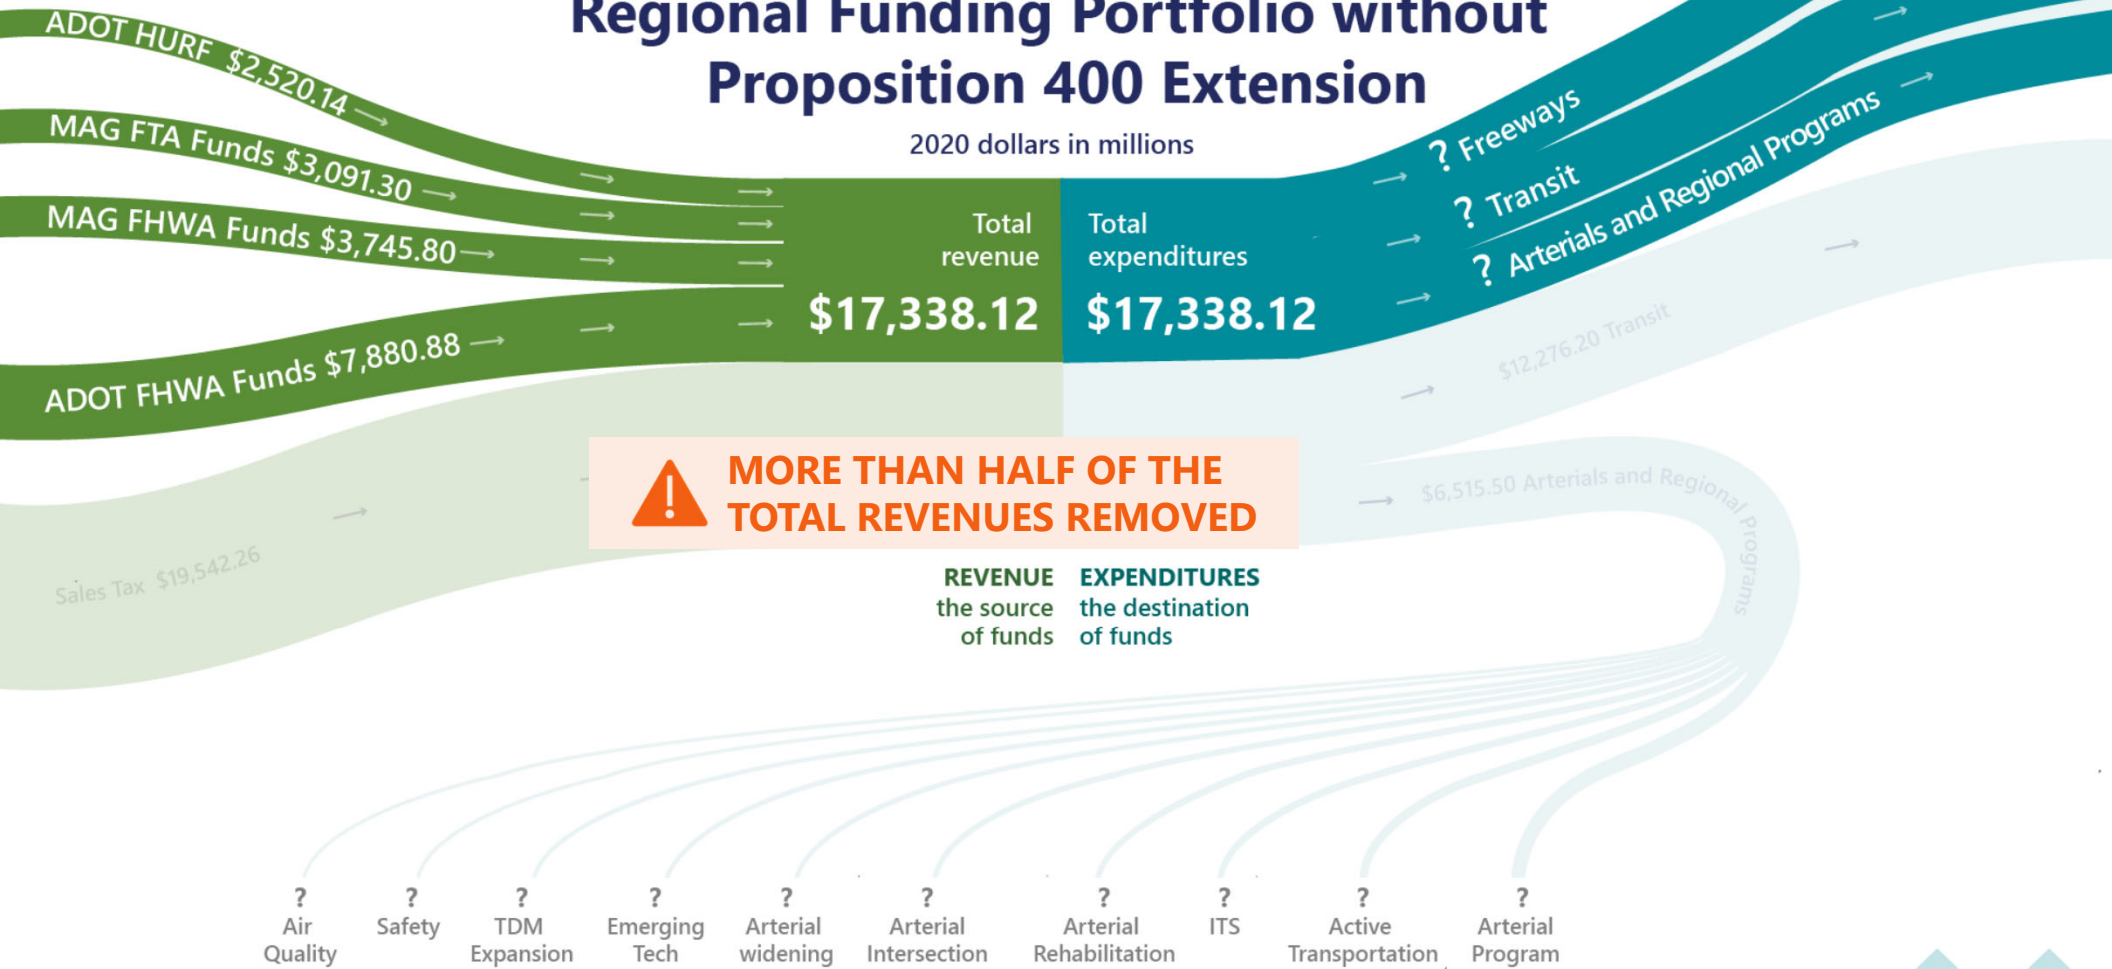 Regional Funding Portfolio without
Proposition 400 Extension
2020 dollars in millions
ADOT HURF $2,520.14
MAG FTA Funds $3,091.30
MAG FHWA Funds $3,745.80
ADOT FHWA Funds $7,880.88
Sales Tax $19,542.26
Total
revenue
$17,338.12
Total
expenditures
$17,338.12
? Freeways
? Transit
? Arterials and Regional Programs
$12,276.20 Transit
$6,515.50 Arterials and Regional Programs
MORE THAN HALF OF THE
TOTAL REVENUES REMOVED
REVENUE
the source
of funds
EXPENDITURES
the destination
of funds
?
Air
Quality
?
Safety
?
TDM
Expansion
?
Emerging
Tech
?
Arterial
widening
?
Arterial
Intersection
?
Arterial
Rehabilitation
?
ITS
?
Active
Transportation
?
Arterial
Program